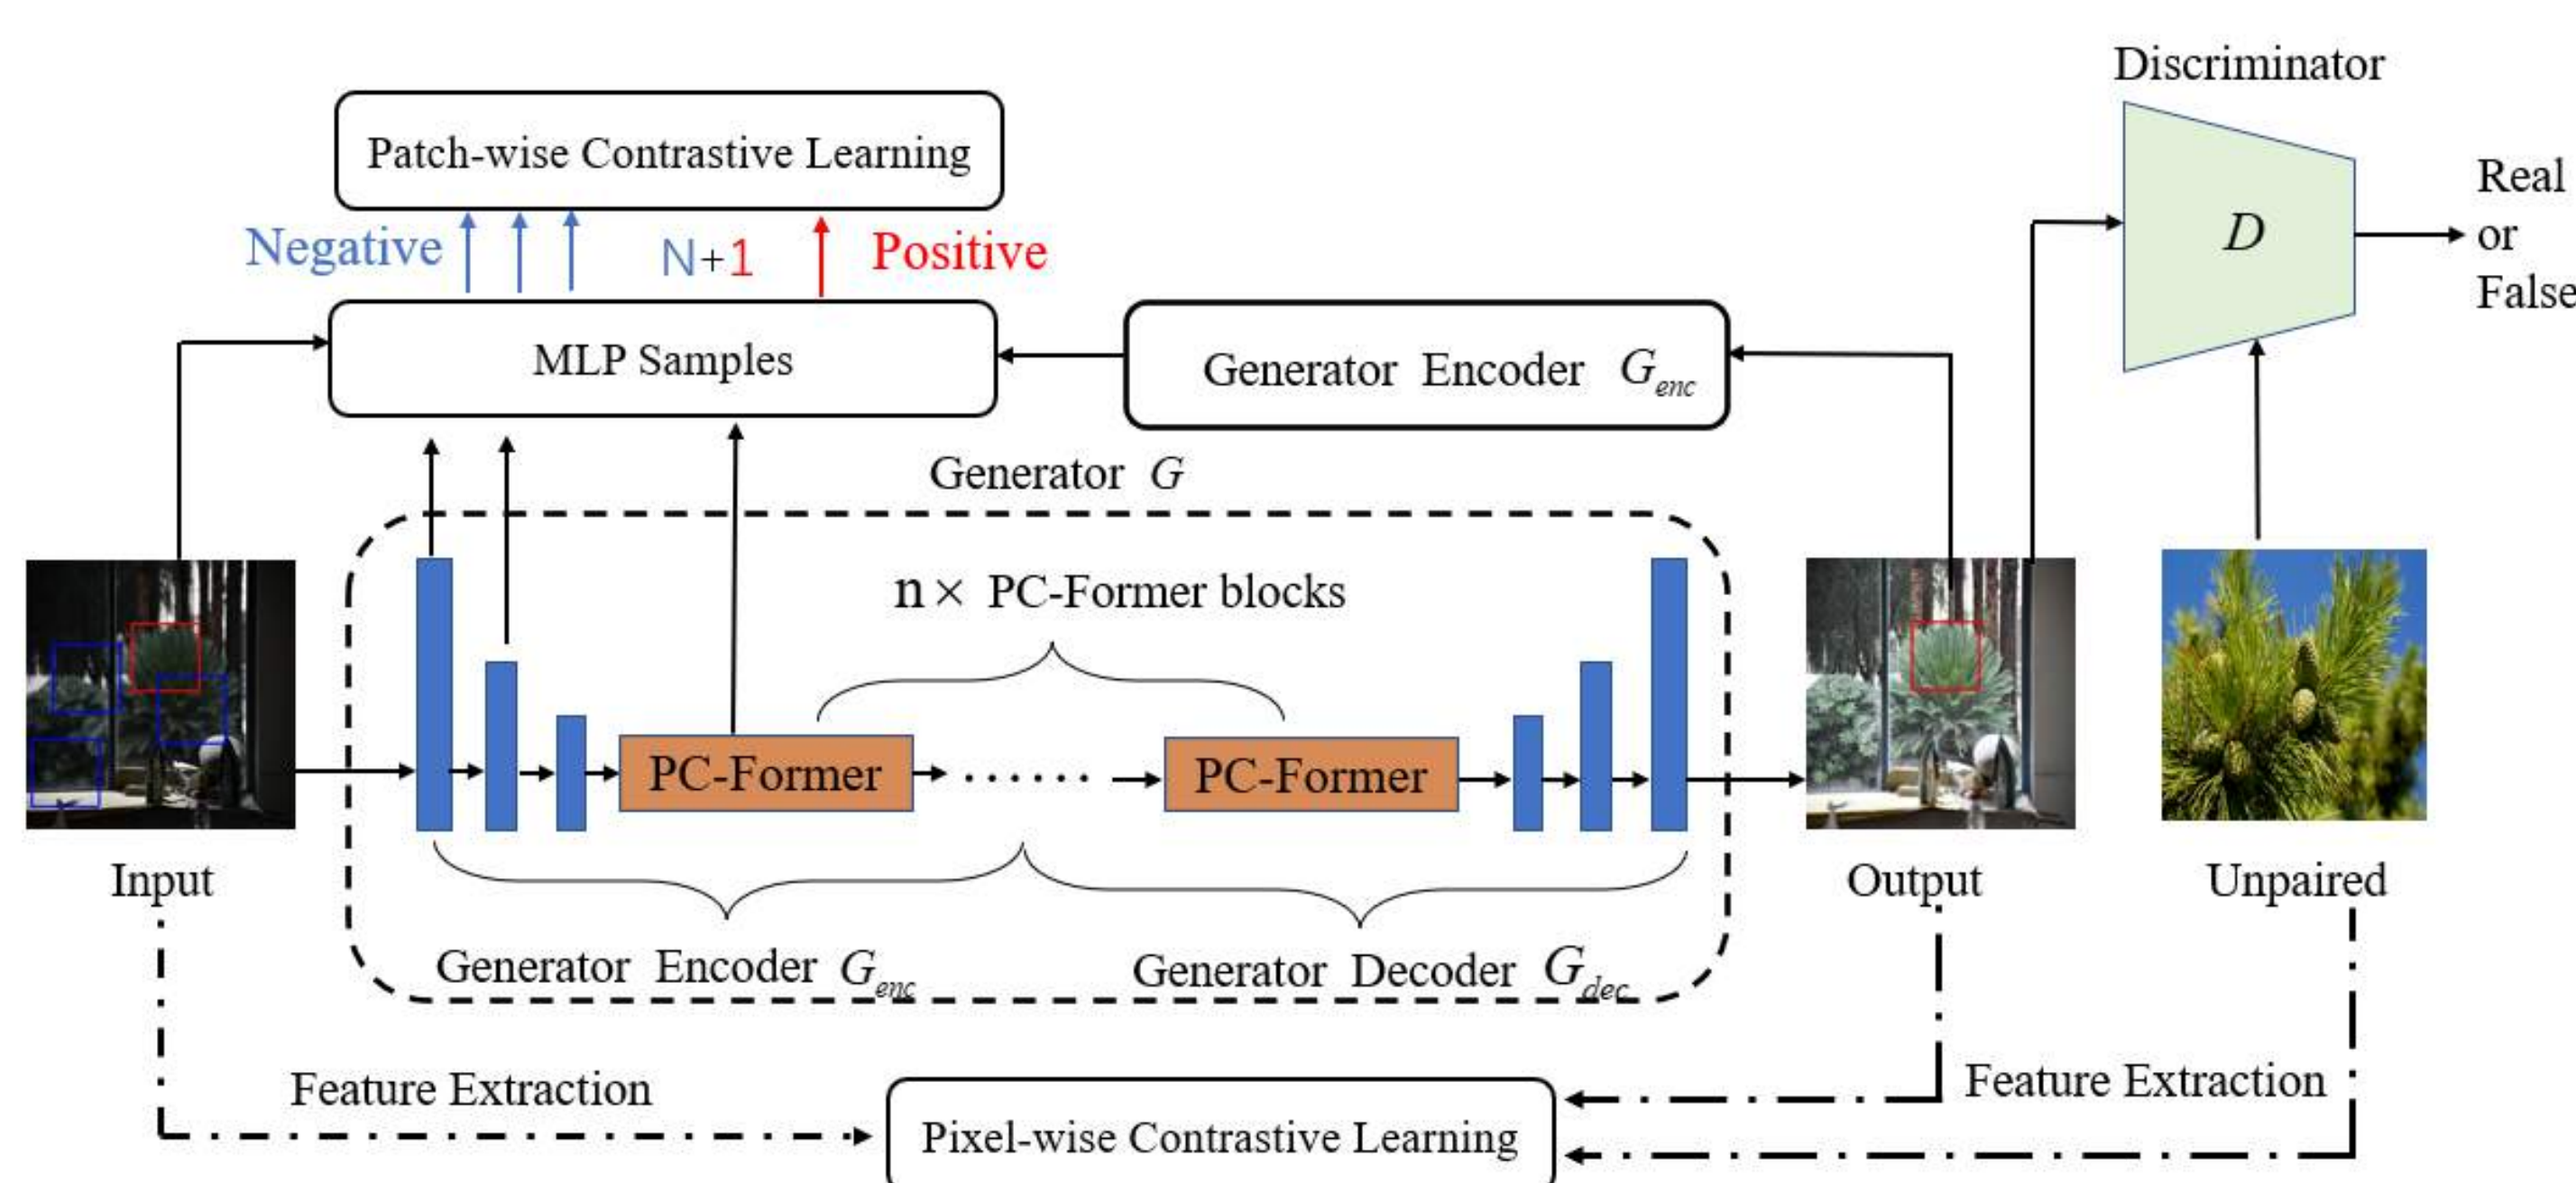 Discriminator
Patch-wise Contrastive Learning
Real
or
False
D
Negative
N+1
Positive
MLP Samples
Generator Encoder G_enc
Generator G
n× PC-Former blocks
PC-Former
······
PC-Former
Input
Output
Unpaired
Generator Encoder G_enc
Generator Decoder G_dec
Feature Extraction
Feature Extraction
Pixel-wise Contrastive Learning